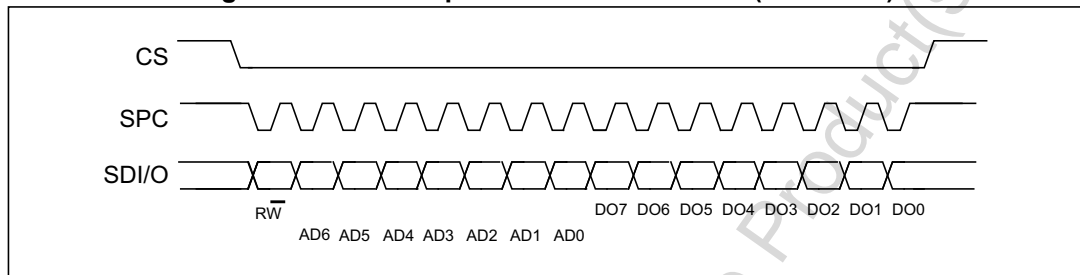 CS
SPC
SDI/O
RW
DO7 DO6 DO5 DO4 DO3 DO2 DO1 DO0
AD6 AD5 AD4 AD3 AD2 AD1 AD0
Product(